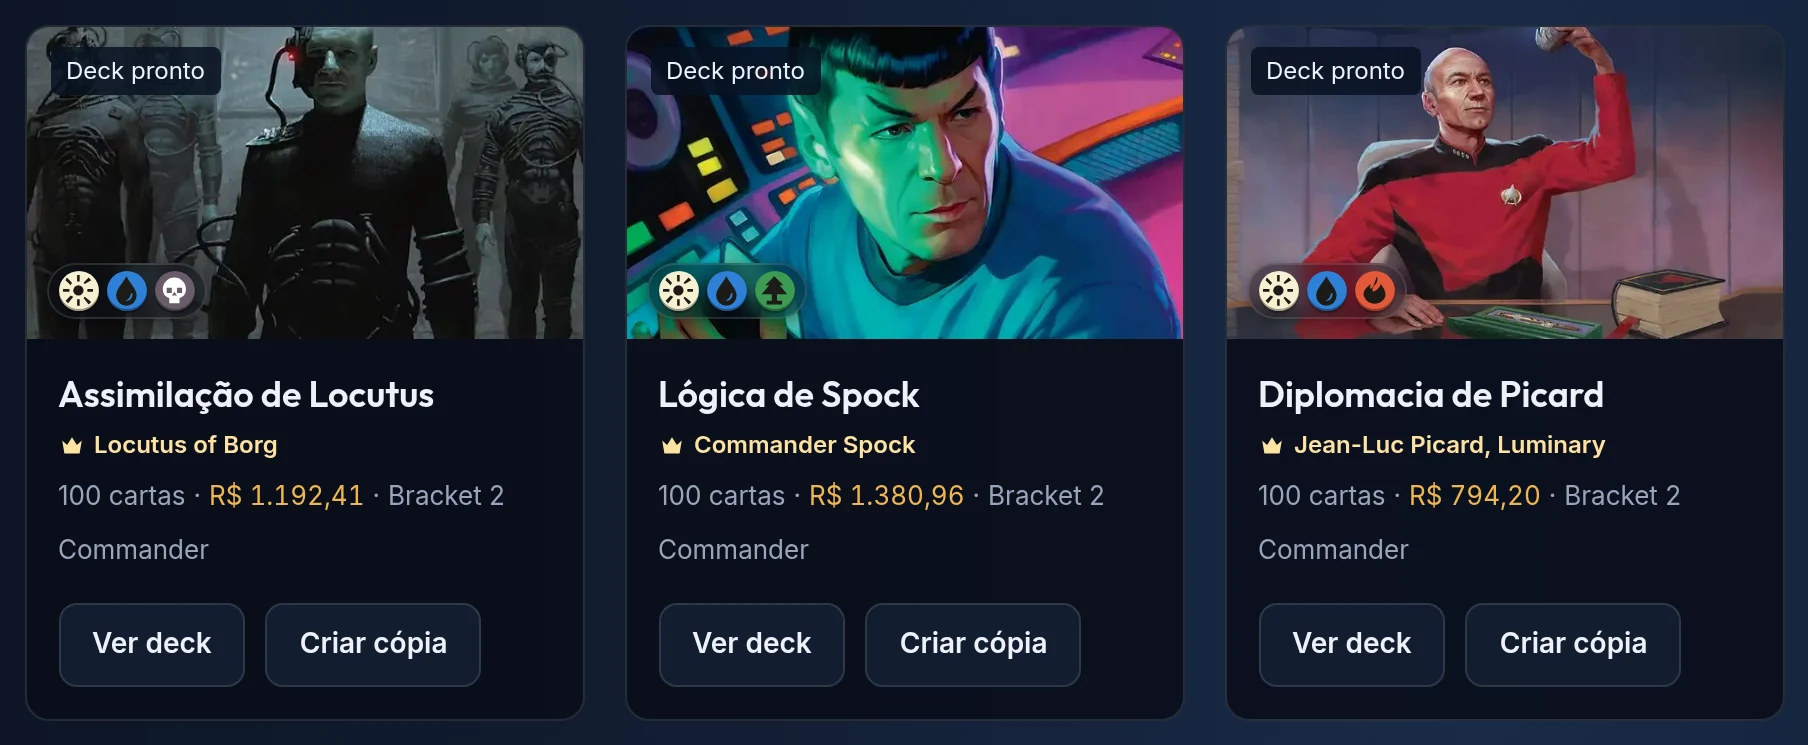 Deck pronto
Assimilação de Locutus
Locutus of Borg
100 cartas · R$ 1.192,41 · Bracket 2
Commander
Ver deck
Criar cópia
Deck pronto
Lógica de Spock
Commander Spock
100 cartas · R$ 1.380,96 · Bracket 2
Commander
Ver deck
Criar cópia
Deck pronto
Diplomacia de Picard
Jean-Luc Picard, Luminary
100 cartas · R$ 794,20 · Bracket 2
Commander
Ver deck
Criar cópia